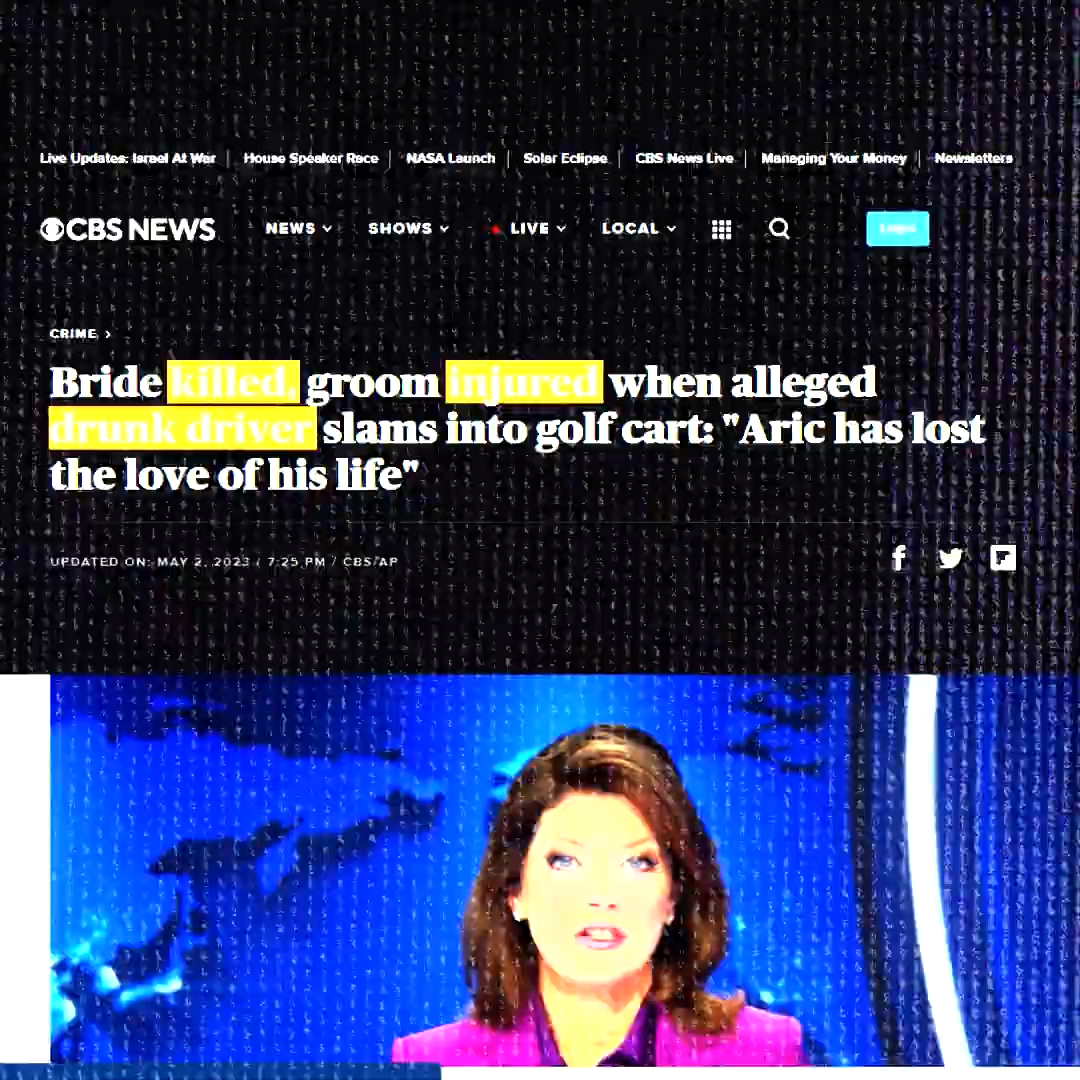 Live Updates: Israel At War | House Speaker Race | NASA Launch | Solar Eclipse | CBS News Live | Managing Your Money | Newsletters
CBS NEWS NEWS SHOWS LIVE LOCAL Login
CRIME ›
Bride killed, groom injured when alleged
drunk driver slams into golf cart: "Aric has lost
the love of his life"
UPDATED ON: MAY 2, 2023 / 7:25 PM / CBS/AP